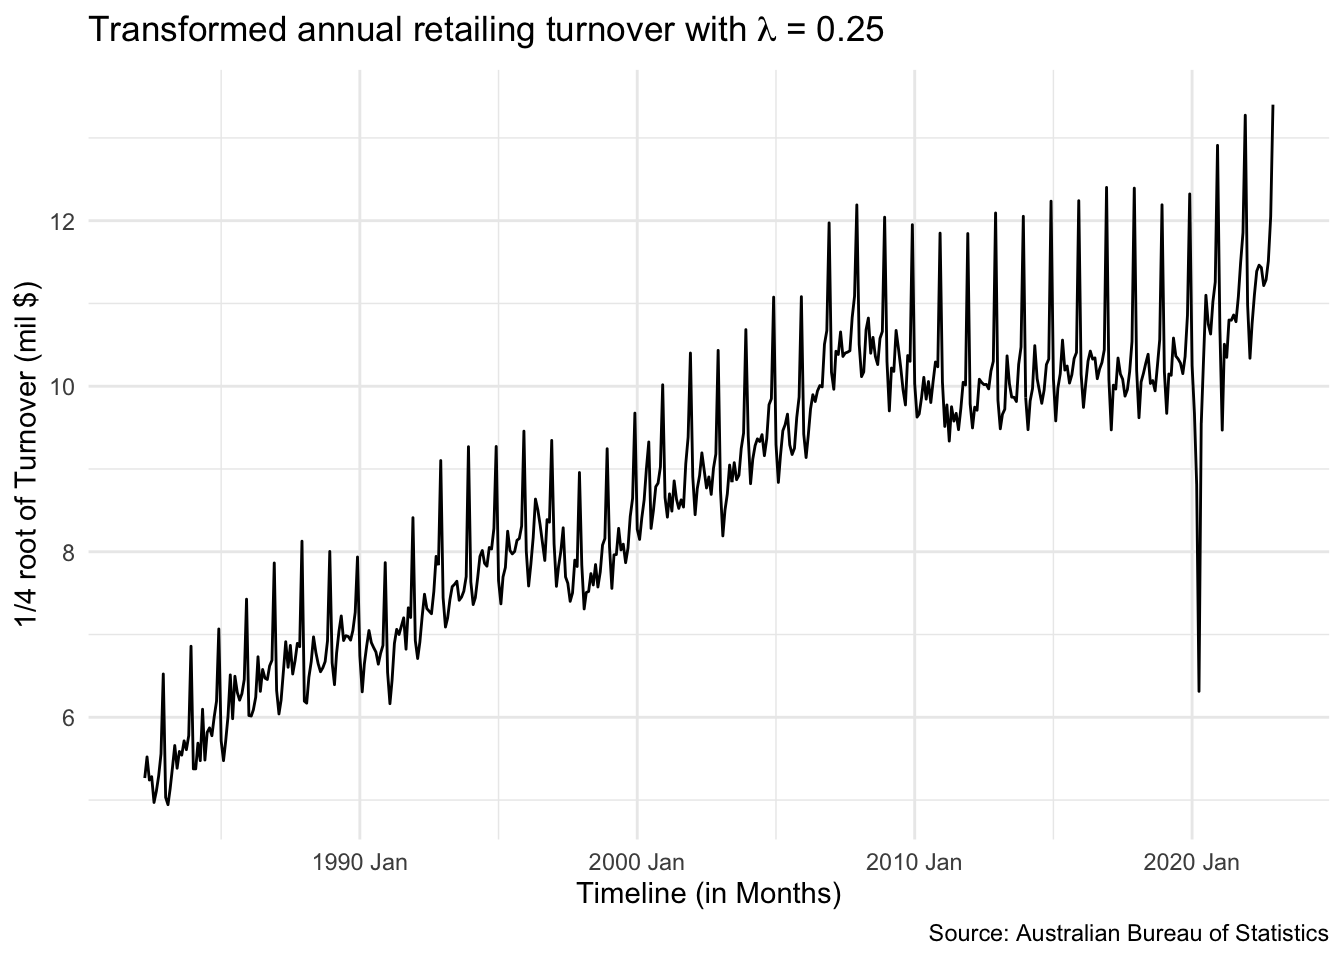 Transformed annual retailing turnover with λ = 0.25
1/4 root of Turnover (mil $)
12
10
8
6
1990 Jan
2000 Jan
2010 Jan
2020 Jan
Timeline (in Months)
Source: Australian Bureau of Statistics